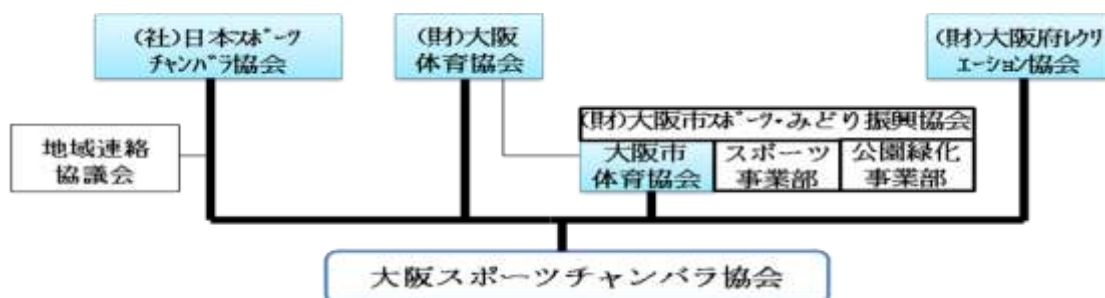 (社)日本ｽﾎﾟｰﾂ
ﾁｬﾝﾊﾞﾗ協会
(財)大阪
体育協会
(財)大阪府ﾚｸﾘ
ｴｰｼｮﾝ協会
地域連絡
協議会
(財)大阪市ｽﾎﾟｰﾂ・みどり振興協会
大阪市
体育協会
スポーツ
事業部
公園緑化
事業部
大阪スポーツチャンバラ協会